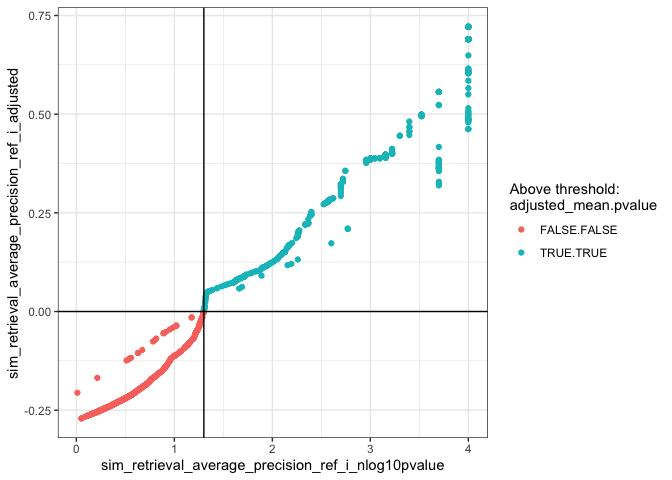 0.75
0.50
0.25
0.00
-0.25
sim_retrieval_average_precision_ref_i_adjusted
0 1 2 3 4
sim_retrieval_average_precision_ref_i_nlog10pvalue
Above threshold:
adjusted_mean.pvalue
FALSE.FALSE
TRUE.TRUE